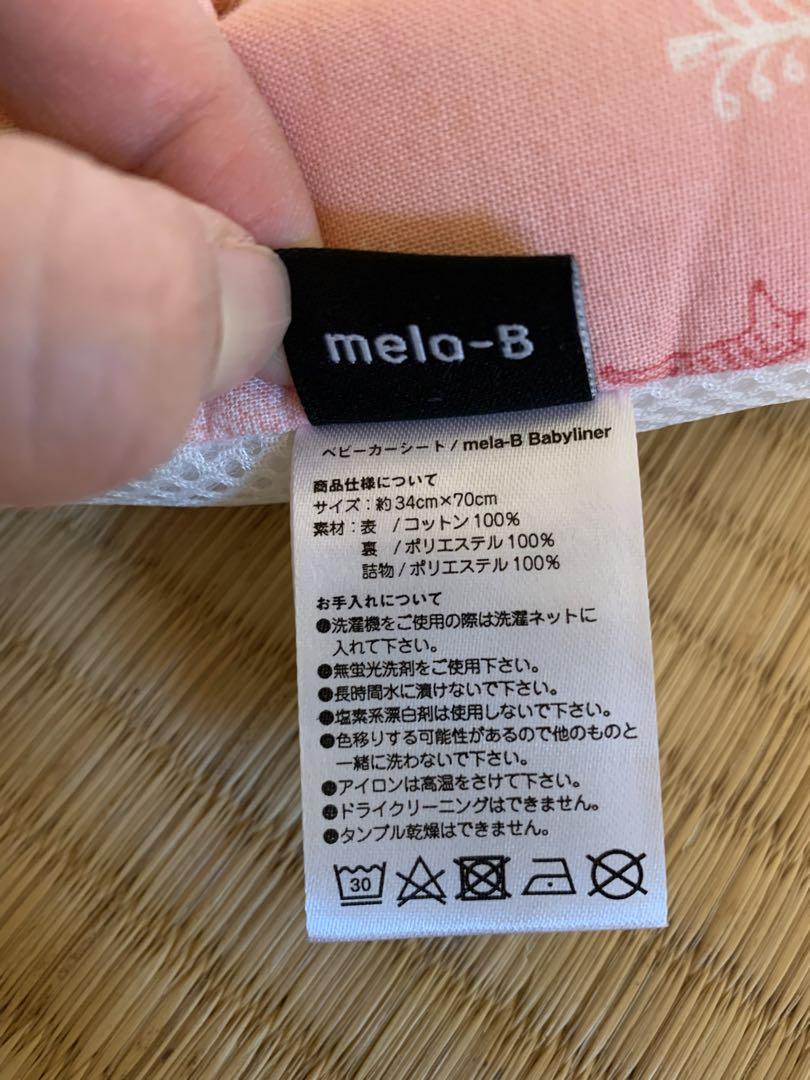 mela-B
ベビーカーシート / mela-B Babyliner
商品仕様について
サイズ：約34cm×70cm
素材：表 / コットン100%
裏 / ポリエステル100%
詰物 / ポリエステル100%
お手入れについて
●洗濯機をご使用の際は洗濯ネットに
入れて下さい。
●無蛍光洗剤をご使用下さい。
●長時間水に漬けないで下さい。
●塩素系漂白剤は使用しないで下さい。
●色移りする可能性があるので他のものと
一緒に洗わないで下さい。
●アイロンは高温をさけて下さい。
●ドライクリーニングはできません。
●タンブル乾燥はできません。
30